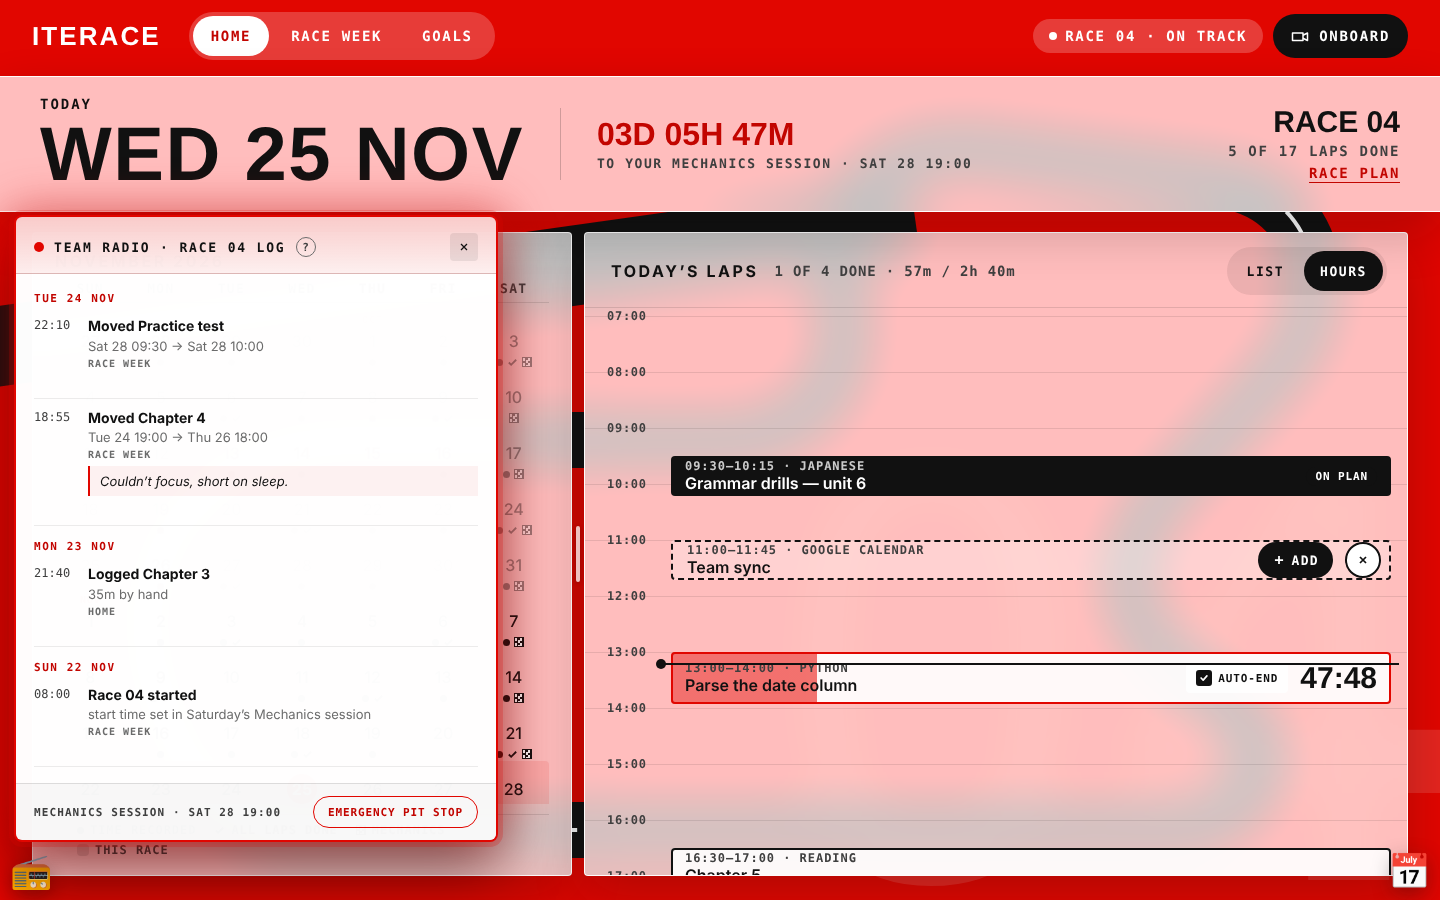 ITERACE
HOME
RACE WEEK
GOALS
RACE 04 · ON TRACK
ONBOARD
TODAY
WED 25 NOV
03D 05H 47M
TO YOUR MECHANICS SESSION · SAT 28 19:00
RACE 04
5 OF 17 LAPS DONE
RACE PLAN
TEAM RADIO · RACE 04 LOG
?
×
TUE 24 NOV
22:10 Moved Practice test
Sat 28 09:30 → Sat 28 10:00
RACE WEEK
18:55 Moved Chapter 4
Tue 24 19:00 → Thu 26 18:00
RACE WEEK
Couldn’t focus, short on sleep.
MON 23 NOV
21:40 Logged Chapter 3
35m by hand
HOME
SUN 22 NOV
08:00 Race 04 started
start time set in Saturday’s Mechanics session
RACE WEEK
MECHANICS SESSION · SAT 28 19:00
EMERGENCY PIT STOP
SAT
3
10
17
24
31
7
14
21
28
THIS RACE
TODAY’S LAPS
1 OF 4 DONE · 57m / 2h 40m
LIST
HOURS
07:00
08:00
09:00
09:30–10:15 · JAPANESE
Grammar drills — unit 6
ON PLAN
10:00
11:00
11:00–11:45 · GOOGLE CALENDAR
Team sync
+ ADD
×
12:00
13:00
13:00–14:00 · PYTHON
Parse the date column
AUTO-END
47:48
14:00
15:00
16:00
16:30–17:00 · READING
Chapter 5
17:00
July
17